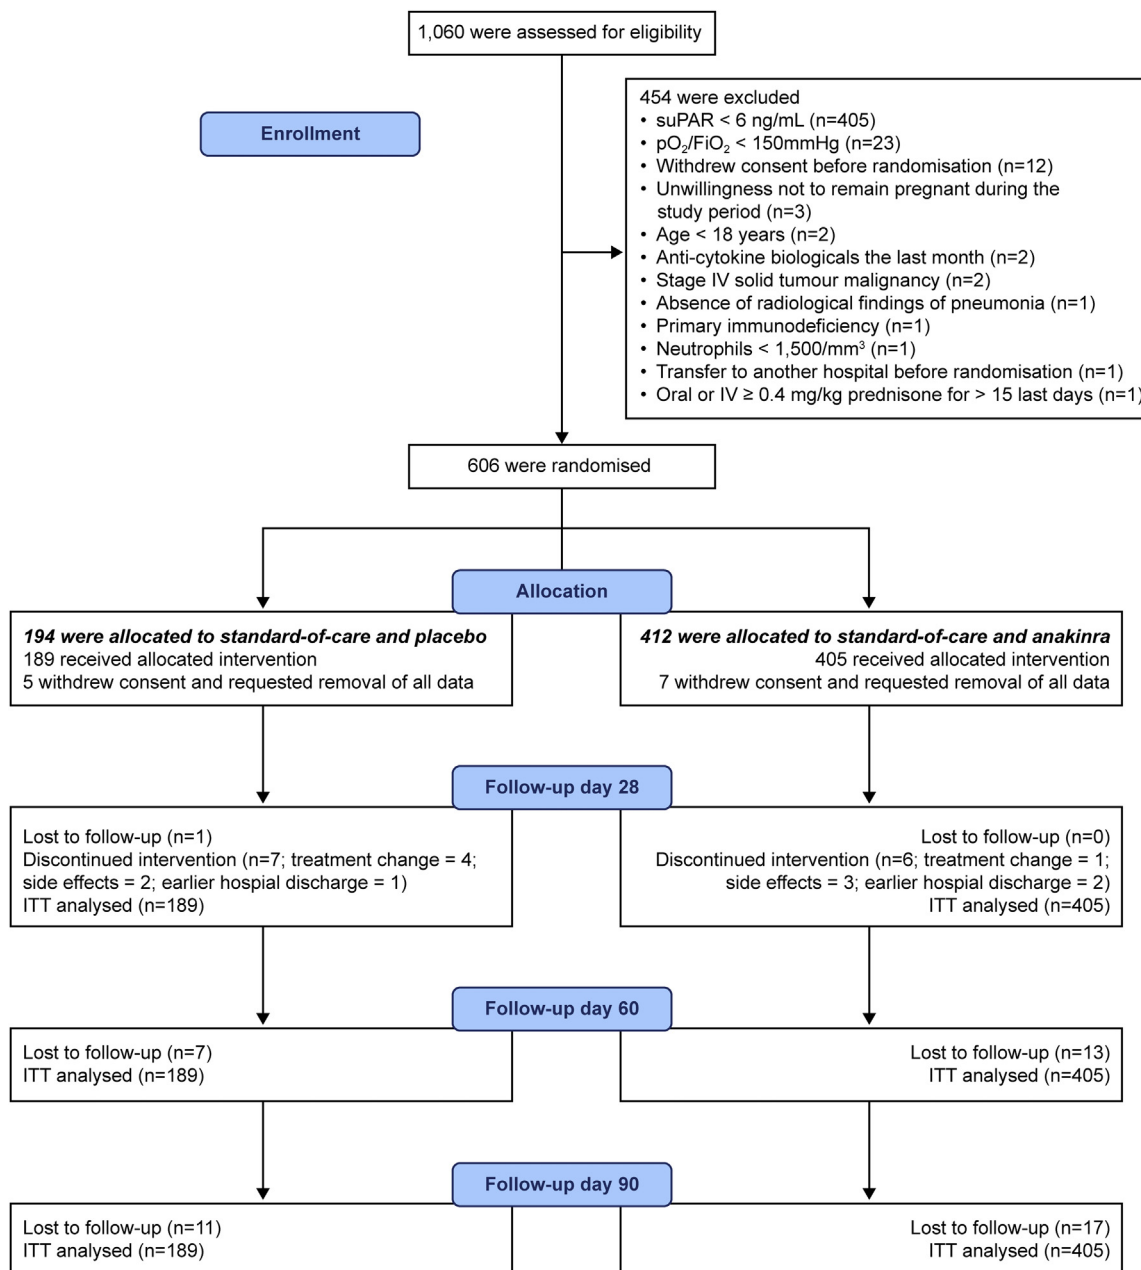 1,060 were assessed for eligibility
Enrollment
454 were excluded
• suPAR < 6 ng/mL (n=405)
• pO₂/FiO₂ < 150mmHg (n=23)
• Withdrew consent before randomisation (n=12)
• Unwillingness not to remain pregnant during the
study period (n=3)
• Age < 18 years (n=2)
• Anti-cytokine biologicals the last month (n=2)
• Stage IV solid tumour malignancy (n=2)
• Absence of radiological findings of pneumonia (n=1)
• Primary immunodeficiency (n=1)
• Neutrophils < 1,500/mm³ (n=1)
• Transfer to another hospital before randomisation (n=1)
• Oral or IV ≥ 0.4 mg/kg prednisone for > 15 last days (n=1)
606 were randomised
Allocation
194 were allocated to standard-of-care and placebo
189 received allocated intervention
5 withdrew consent and requested removal of all data
412 were allocated to standard-of-care and anakinra
405 received allocated intervention
7 withdrew consent and requested removal of all data
Follow-up day 28
Lost to follow-up (n=1)
Discontinued intervention (n=7; treatment change = 4;
side effects = 2; earlier hospial discharge = 1)
ITT analysed (n=189)
Lost to follow-up (n=0)
Discontinued intervention (n=6; treatment change = 1;
side effects = 3; earlier hospial discharge = 2)
ITT analysed (n=405)
Follow-up day 60
Lost to follow-up (n=7)
ITT analysed (n=189)
Lost to follow-up (n=13)
ITT analysed (n=405)
Follow-up day 90
Lost to follow-up (n=11)
ITT analysed (n=189)
Lost to follow-up (n=17)
ITT analysed (n=405)